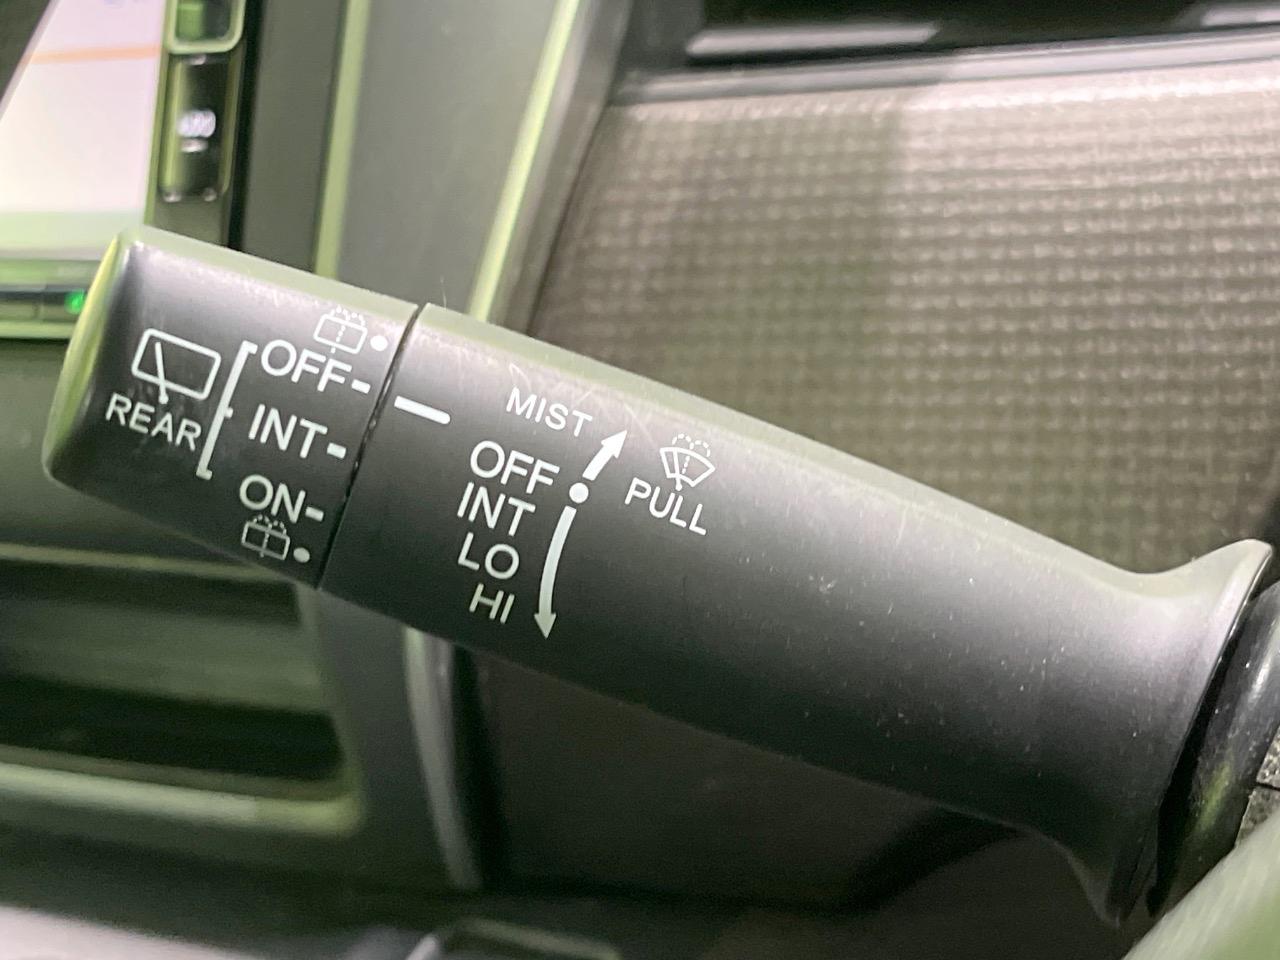 REAR
OFF
INT
ON
MIST
OFF
INT
LO
HI
PULL